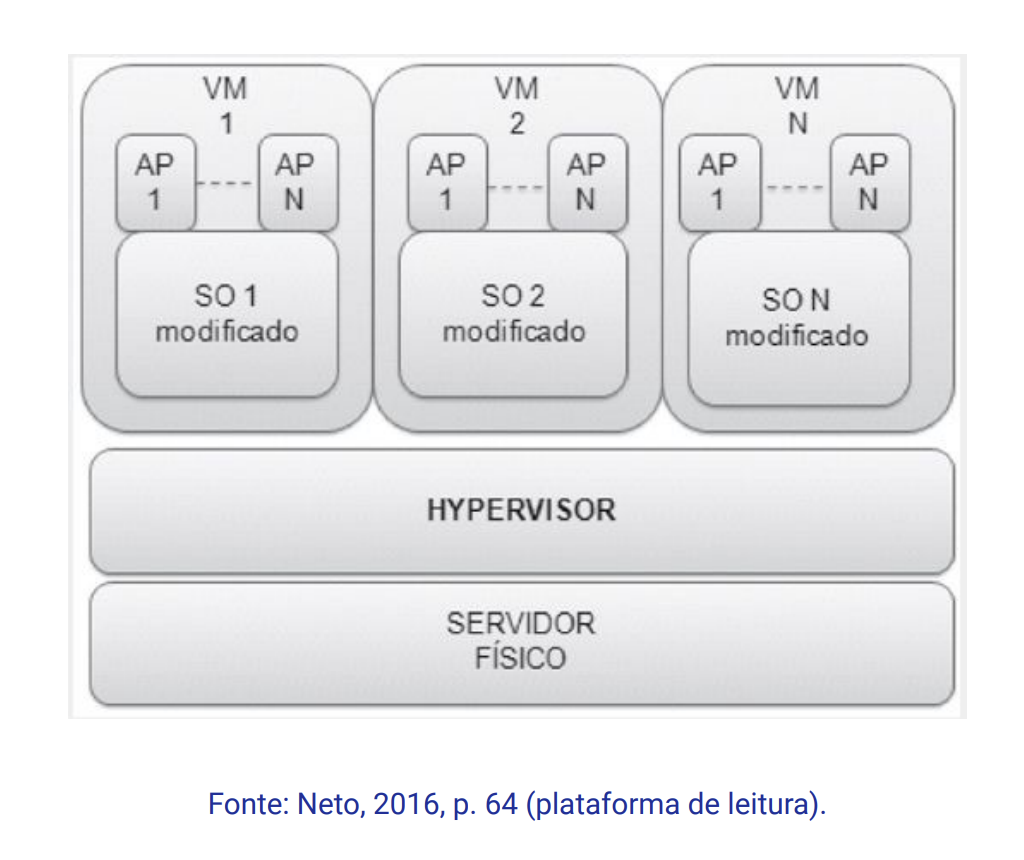 VM
1
AP
1
AP
N
SO 1
modificado
VM
2
AP
1
AP
N
SO 2
modificado
VM
N
AP
1
AP
N
SO N
modificado
HYPERVISOR
SERVIDOR
FÍSICO
Fonte: Neto, 2016, p. 64 (plataforma de leitura).